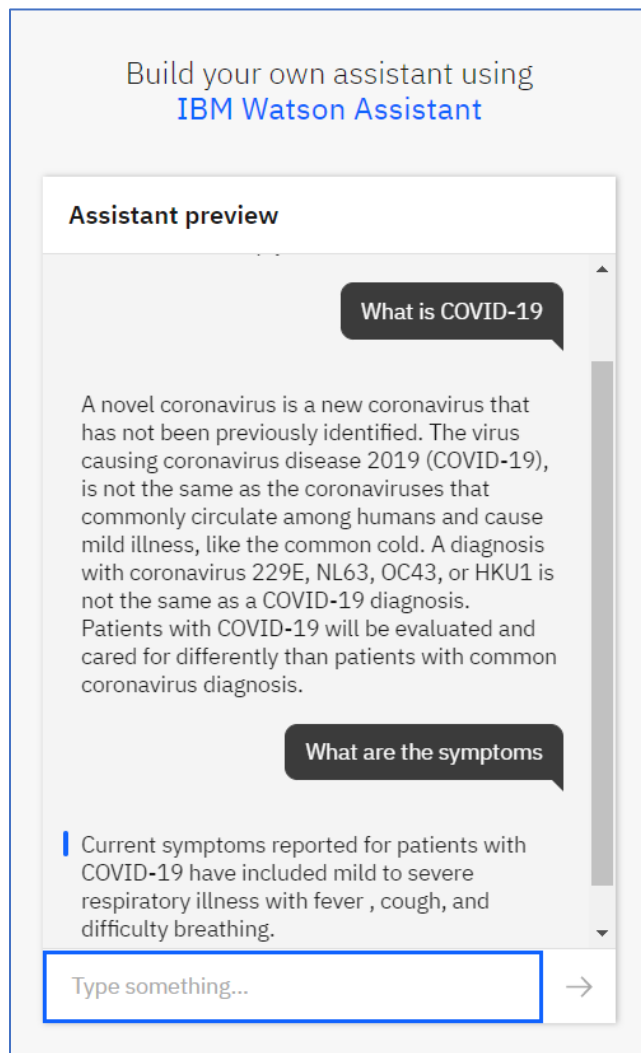 Build your own assistant using
IBM Watson Assistant
Assistant preview
What is COVID-19
A novel coronavirus is a new coronavirus that
has not been previously identified. The virus
causing coronavirus disease 2019 (COVID-19),
is not the same as the coronaviruses that
commonly circulate among humans and cause
mild illness, like the common cold. A diagnosis
with coronavirus 229E, NL63, OC43, or HKU1 is
not the same as a COVID-19 diagnosis.
Patients with COVID-19 will be evaluated and
cared for differently than patients with common
coronavirus diagnosis.
What are the symptoms
Current symptoms reported for patients with
COVID-19 have included mild to severe
respiratory illness with fever , cough, and
difficulty breathing.
Type something...